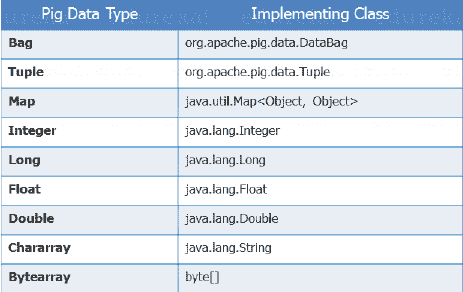 Pig Data Type Implementing Class
Bag org.apache.pig.data.DataBag
Tuple org.apache.pig.data.Tuple
Map java.util.Map<Object, Object>
Integer java.lang.Integer
Long java.lang.Long
Float java.lang.Float
Double java.lang.Double
Chararray java.lang.String
Bytearray byte[]